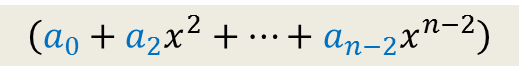 (a₀ + a₂x² + ⋯ + aₙ₋₂xⁿ⁻²)